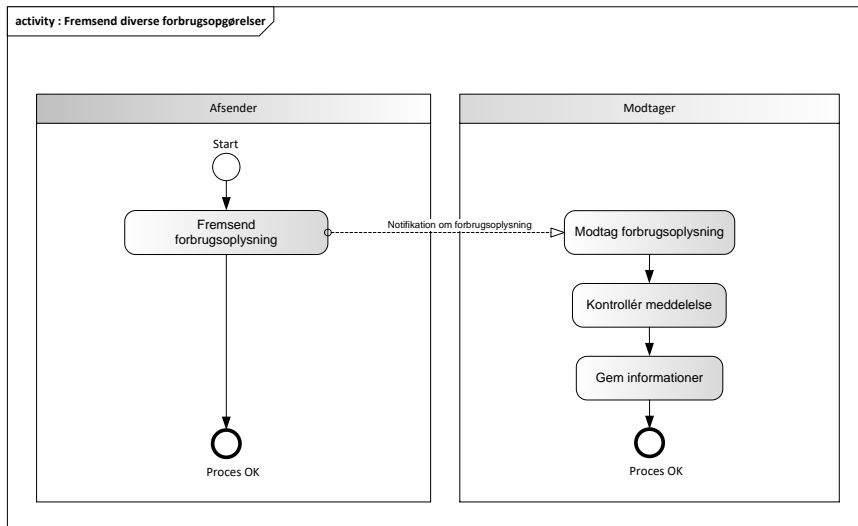 activity : Fremsend diverse forbrugsopgørelser
Afsender
Start
Fremsend
forbrugsoplysning
Proces OK
Notifikation om forbrugsoplysning
Modtager
Modtag forbrugsoplysning
Kontrollér meddelelse
Gem informationer
Proces OK